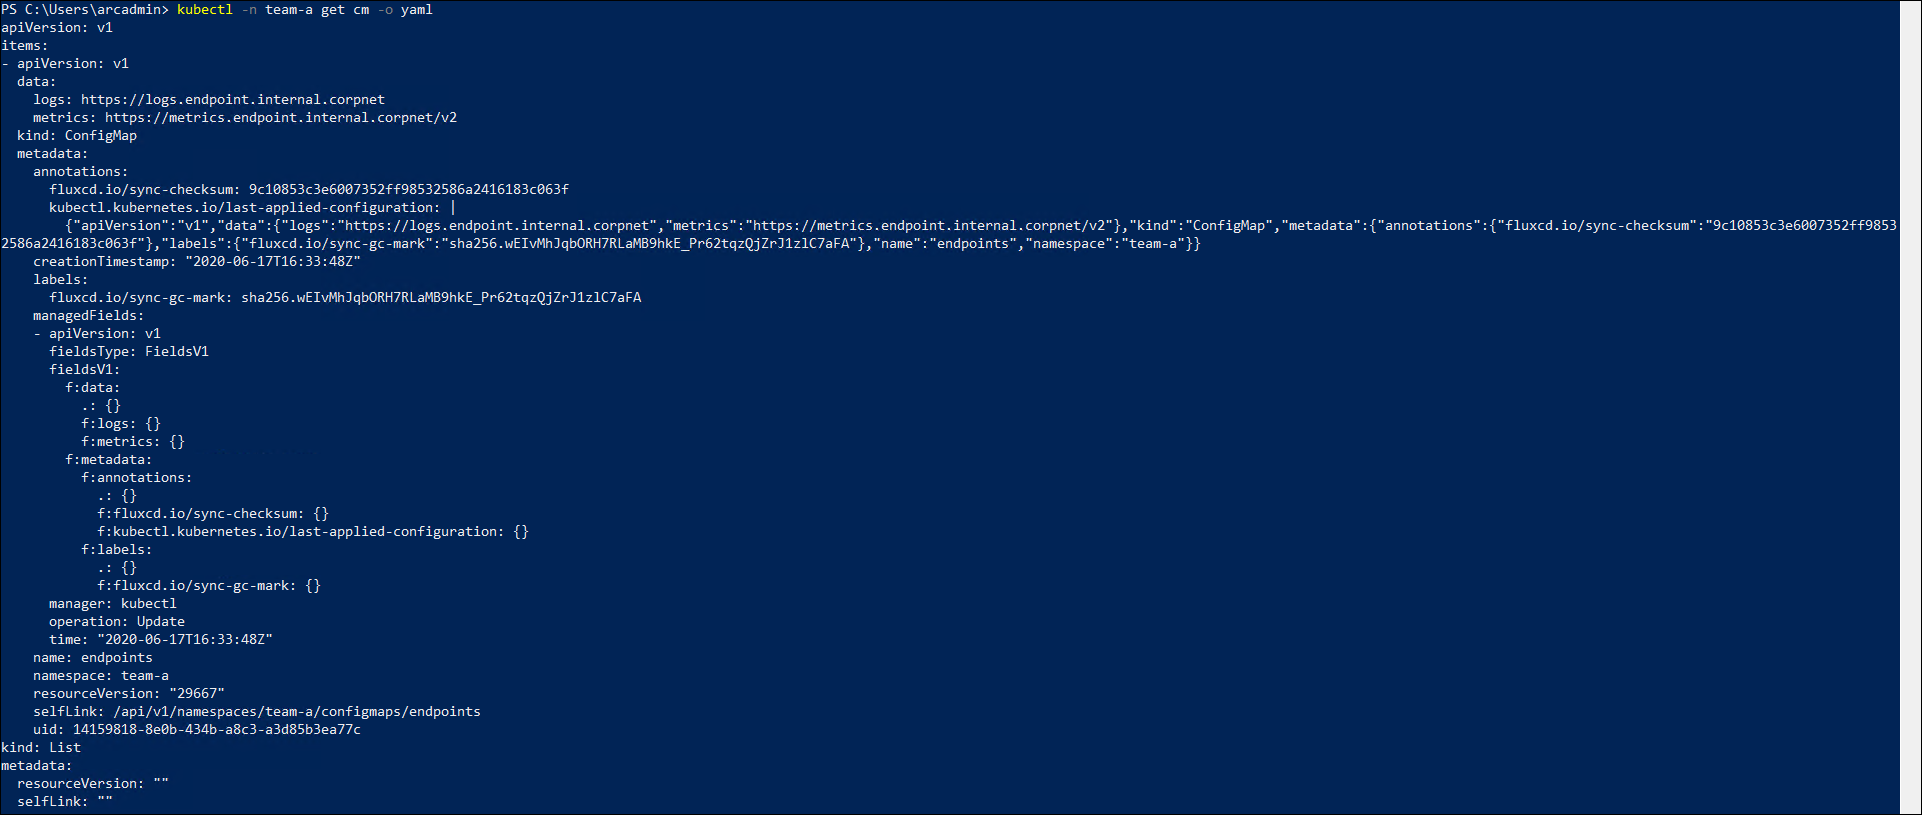 PS C:\Users\arcadmin> kubectl -n team-a get cm -o yaml
apiVersion: v1
items:
- apiVersion: v1
  data:
    logs: https://logs.endpoint.internal.corpnet
    metrics: https://metrics.endpoint.internal.corpnet/v2
  kind: ConfigMap
  metadata:
    annotations:
      fluxcd.io/sync-checksum: 9c10853c3e6007352ff98532586a2416183c063f
      kubectl.kubernetes.io/last-applied-configuration: |
        {"apiVersion":"v1","data":{"logs":"https://logs.endpoint.internal.corpnet","metrics":"https://metrics.endpoint.internal.corpnet/v2"},"kind":"ConfigMap","metadata":{"annotations":{"fluxcd.io/sync-checksum":"9c10853c3e6007352ff9853
2586a2416183c063f"},"labels":{"fluxcd.io/sync-gc-mark":"sha256.wEIvMhJqbORH7RLaMB9hkE_Pr62tqzQjZrJ1zlC7aFA"},"name":"endpoints","namespace":"team-a"}}
    creationTimestamp: "2020-06-17T16:33:48Z"
    labels:
      fluxcd.io/sync-gc-mark: sha256.wEIvMhJqbORH7RLaMB9hkE_Pr62tqzQjZrJ1zlC7aFA
    managedFields:
    - apiVersion: v1
      fieldsType: FieldsV1
      fieldsV1:
        f:data:
          .: {}
          f:logs: {}
          f:metrics: {}
        f:metadata:
          f:annotations:
            .: {}
            f:fluxcd.io/sync-checksum: {}
            f:kubectl.kubernetes.io/last-applied-configuration: {}
          f:labels:
            .: {}
            f:fluxcd.io/sync-gc-mark: {}
      manager: kubectl
      operation: Update
      time: "2020-06-17T16:33:48Z"
    name: endpoints
    namespace: team-a
    resourceVersion: "29667"
    selfLink: /api/v1/namespaces/team-a/configmaps/endpoints
    uid: 14159818-8e0b-434b-a8c3-a3d85b3ea77c
kind: List
metadata:
  resourceVersion: ""
  selfLink: ""